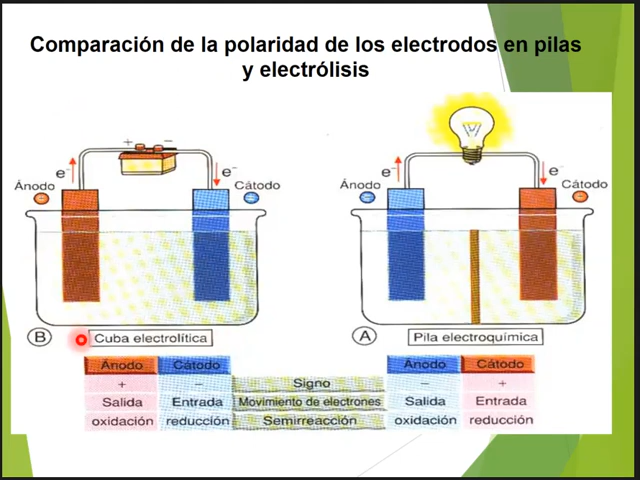 Comparación de la polaridad de los electrodos en pilas
y electrólisis
+ −
e⁻ e⁻
Ánodo Cátodo
e⁻ e⁻
Ánodo Cátodo
B Cuba electrolítica
A Pila electroquímica
Ánodo Cátodo Ánodo Cátodo
+ − Signo − +
Salida Entrada Movimiento de electrones Salida Entrada
oxidación reducción Semirreacción oxidación reducción